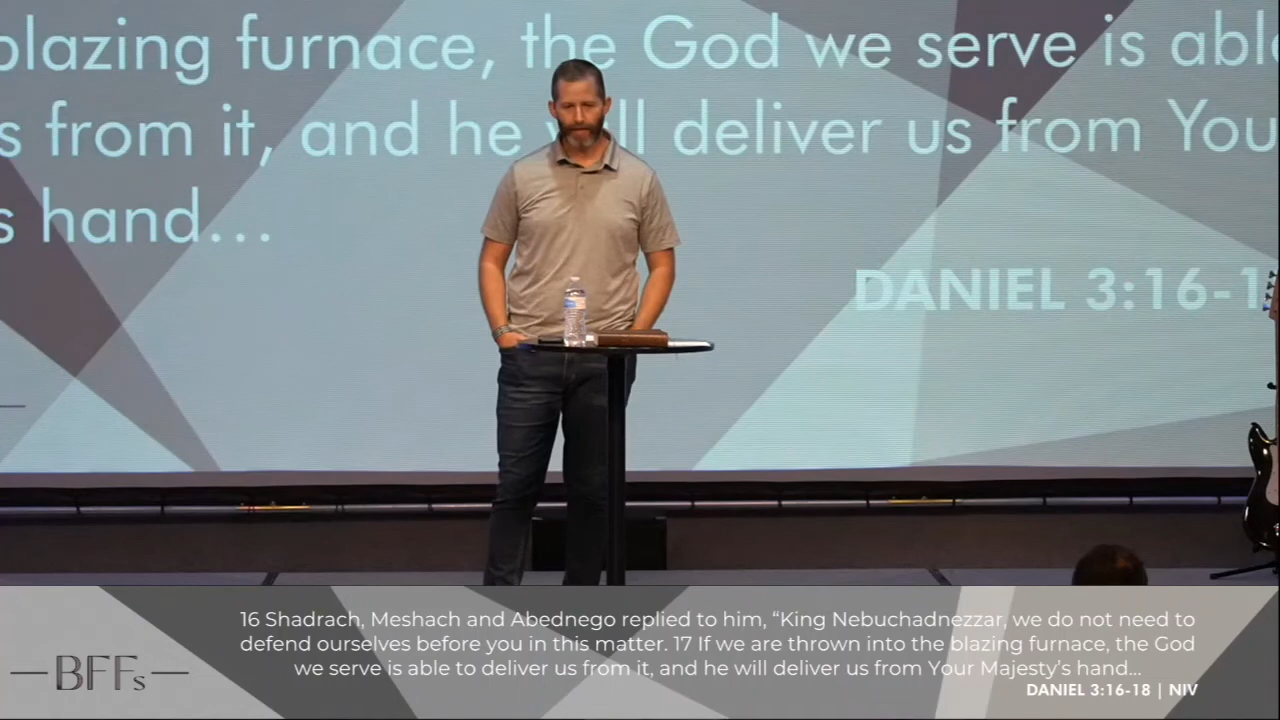 blazing furnace, the God we serve is abl
s from it, and he will deliver us from You
s hand...
DANIEL 3:16-1
16 Shadrach, Meshach and Abednego replied to him, “King Nebuchadnezzar, we do not need to
defend ourselves before you in this matter. 17 If we are thrown into the blazing furnace, the God
we serve is able to deliver us from it, and he will deliver us from Your Majesty’s hand...
DANIEL 3:16-18 | NIV
BFFs